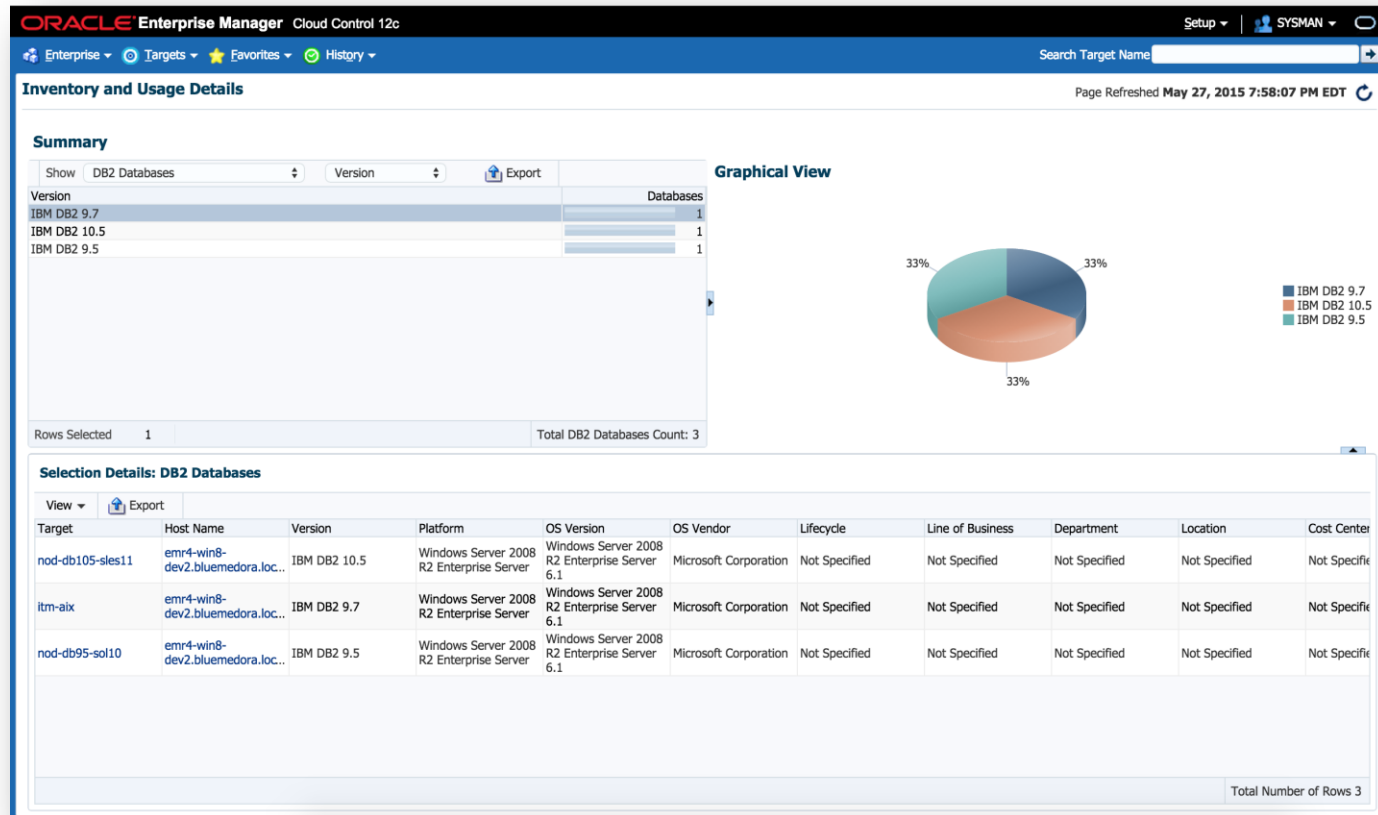 ORACLE Enterprise Manager Cloud Control 12c
Setup
SYSMAN
Enterprise
Targets
Favorites
History
Search Target Name
Inventory and Usage Details
Page Refreshed May 27, 2015 7:58:07 PM EDT
Summary
Show DB2 Databases Version Export
Version Databases
IBM DB2 9.7 1
IBM DB2 10.5 1
IBM DB2 9.5 1
Rows Selected 1
Total DB2 Databases Count: 3
Graphical View
33%
33%
33%
IBM DB2 9.7
IBM DB2 10.5
IBM DB2 9.5
Selection Details: DB2 Databases
View Export
Target Host Name Version Platform OS Version OS Vendor Lifecycle Line of Business Department Location Cost Center
nod-db105-sles11
emr4-win8-
dev2.bluemedora.loc...
IBM DB2 10.5
Windows Server 2008
R2 Enterprise Server
Windows Server 2008
R2 Enterprise Server
6.1
Microsoft Corporation
Not Specified
Not Specified
Not Specified
Not Specified
Not Specifie
itm-aix
emr4-win8-
dev2.bluemedora.loc...
IBM DB2 9.7
Windows Server 2008
R2 Enterprise Server
Windows Server 2008
R2 Enterprise Server
6.1
Microsoft Corporation
Not Specified
Not Specified
Not Specified
Not Specified
Not Specifie
nod-db95-sol10
emr4-win8-
dev2.bluemedora.loc...
IBM DB2 9.5
Windows Server 2008
R2 Enterprise Server
Windows Server 2008
R2 Enterprise Server
6.1
Microsoft Corporation
Not Specified
Not Specified
Not Specified
Not Specified
Not Specifie
Total Number of Rows 3